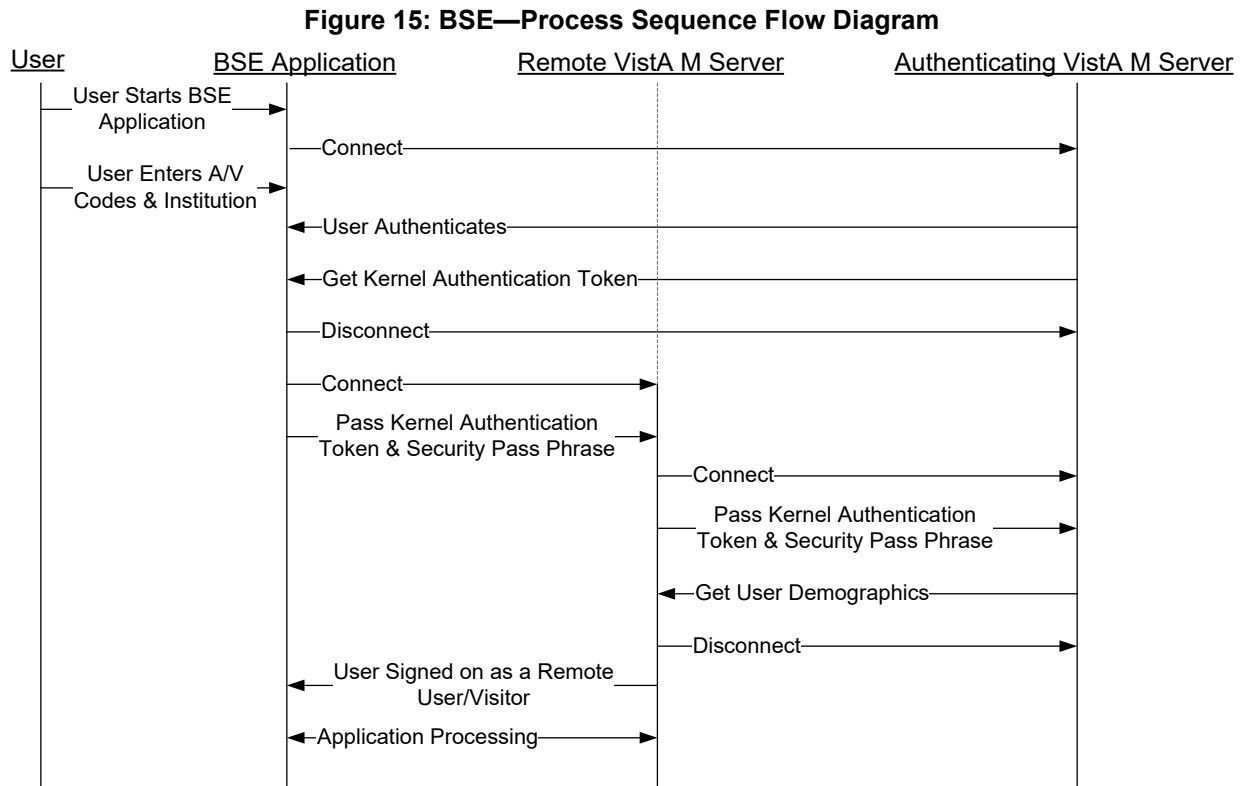 Figure 15: BSE—Process Sequence Flow Diagram
User BSE Application Remote VistA M Server Authenticating VistA M Server
User Starts BSE
Application
Connect
User Enters A/V
Codes & Institution
User Authenticates
Get Kernel Authentication Token
Disconnect
Connect
Pass Kernel Authentication
Token & Security Pass Phrase
Connect
Pass Kernel Authentication
Token & Security Pass Phrase
Get User Demographics
Disconnect
User Signed on as a Remote
User/Visitor
Application Processing